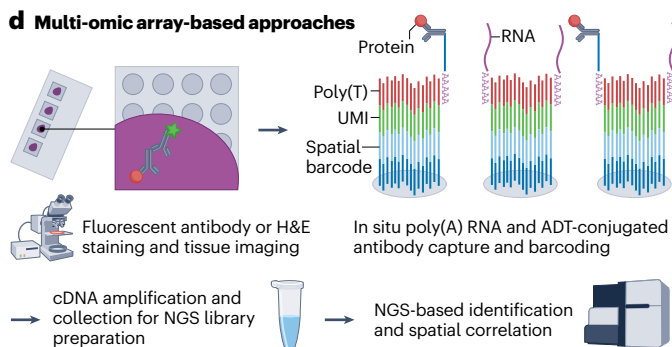 d Multi-omic array-based approaches
Protein
RNA
Poly(T)
UMI
Spatial
barcode
Fluorescent antibody or H&E
staining and tissue imaging
In situ poly(A) RNA and ADT-conjugated
antibody capture and barcoding
cDNA amplification and
collection for NGS library
preparation
NGS-based identification
and spatial correlation